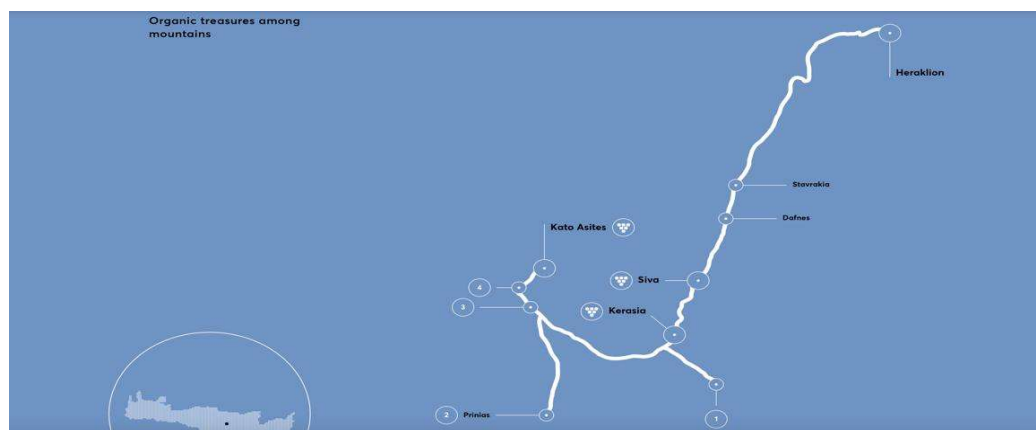 Organic treasures among
mountains
Heraklion
Stavrakia
Dafnes
Kato Asites
Siva
4
3
Kerasia
2 Prinias
1